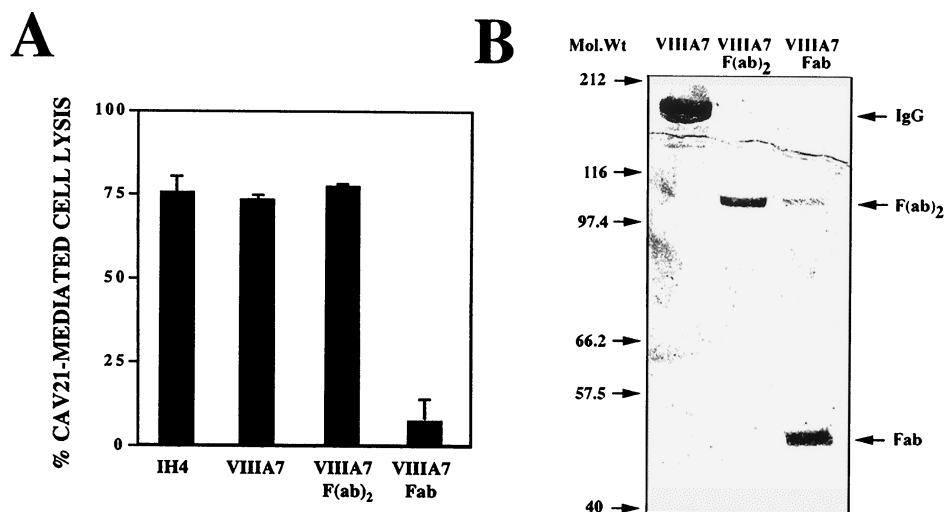 A
% CAV21-MEDIATED CELL LYSIS
100
75
50
25
0
IH4
VIIIA7
VIIIA7
F(ab)2
VIIIA7
Fab
B
Mol.Wt
VIIIA7
VIIIA7
F(ab)2
VIIIA7
Fab
212
116
97.4
66.2
57.5
40
IgG
F(ab)2
Fab